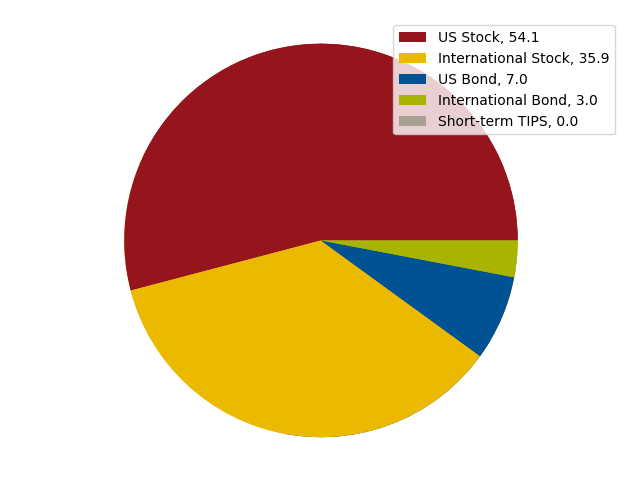 US Stock, 54.1
International Stock, 35.9
US Bond, 7.0
International Bond, 3.0
Short-term TIPS, 0.0